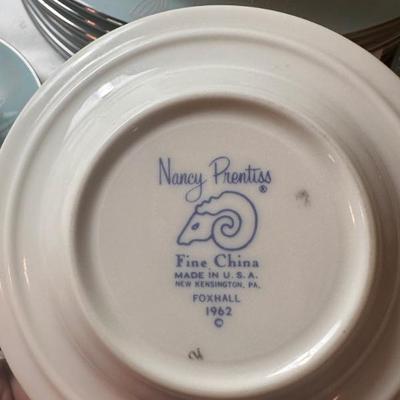 Nancy Prentiss
®
Fine China
MADE IN U.S.A.
NEW KENSINGTON, PA.
FOXHALL
1962
©